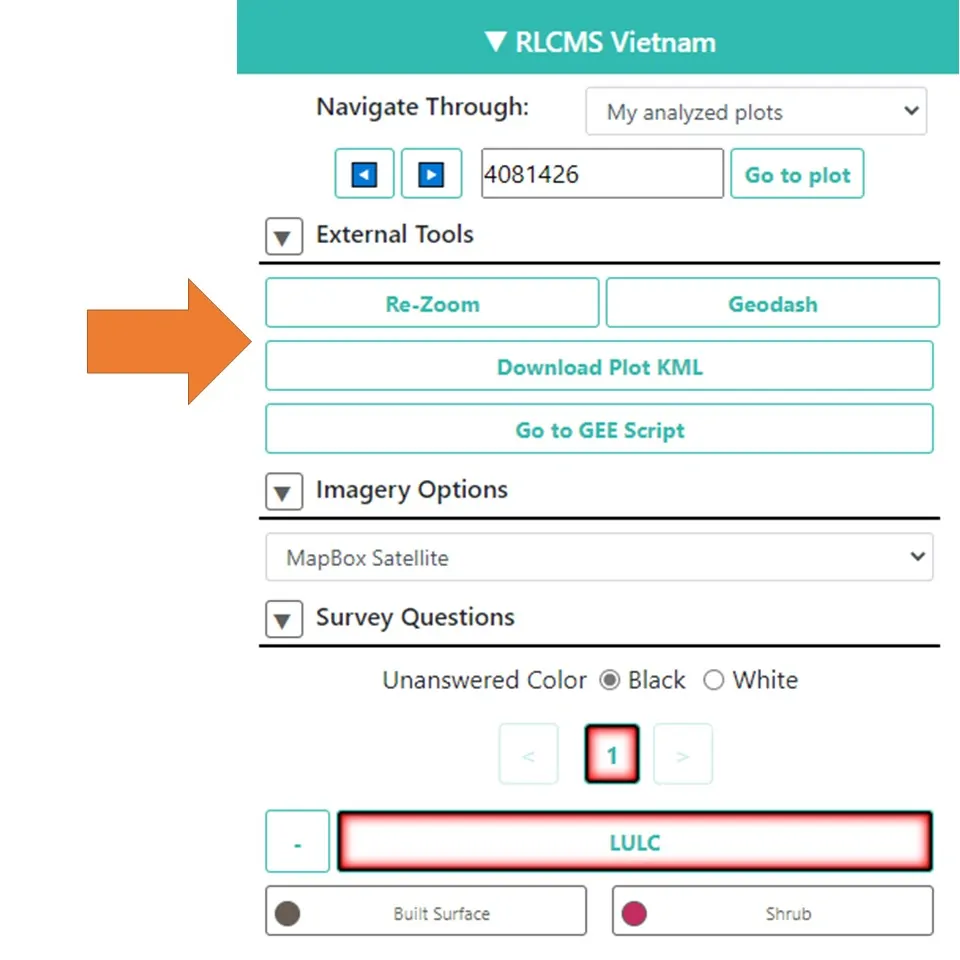 ▼ RLCMS Vietnam
Navigate Through: My analyzed plots
4081426 Go to plot
External Tools
Re-Zoom Geodash
Download Plot KML
Go to GEE Script
Imagery Options
MapBox Satellite
Survey Questions
Unanswered Color Black White
< 1 >
- LULC
Built Surface Shrub